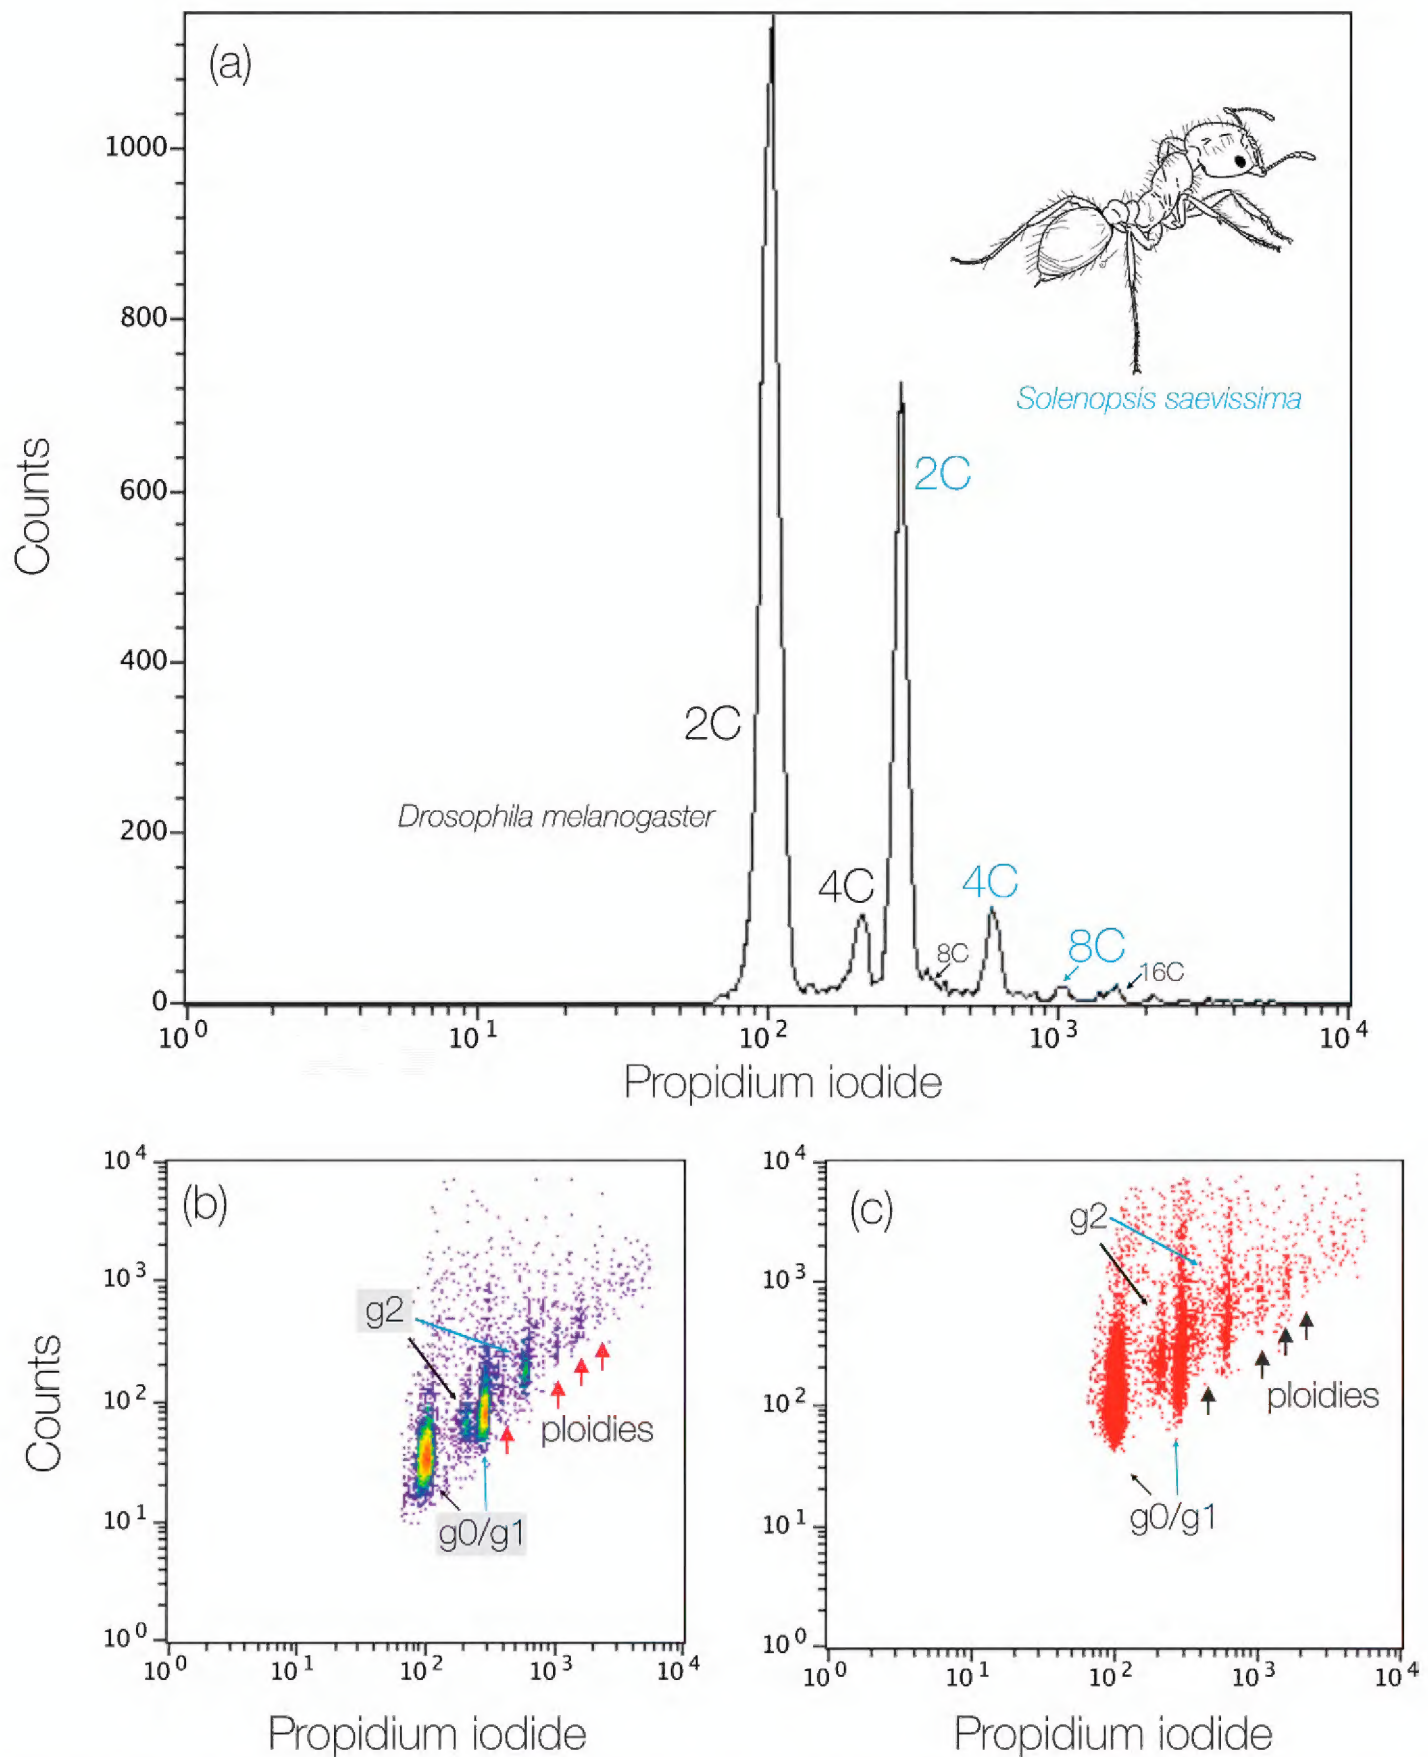 (a)
1000
800
600
400
200
0
Counts
Solenopsis saevissima
2C
2C
Drosophila melanogaster
4C
4C
8C
8C
16C
10^0 10^1 10^2 10^3 10^4
Propidium iodide
(b)
10^4
10^3
10^2
10^1
10^0
Counts
g2
ploidies
g0/g1
10^0 10^1 10^2 10^3 10^4
Propidium iodide
(c)
10^4
10^3
10^2
10^1
10^0
g2
ploidies
g0/g1
10^0 10^1 10^2 10^3 10^4
Propidium iodide